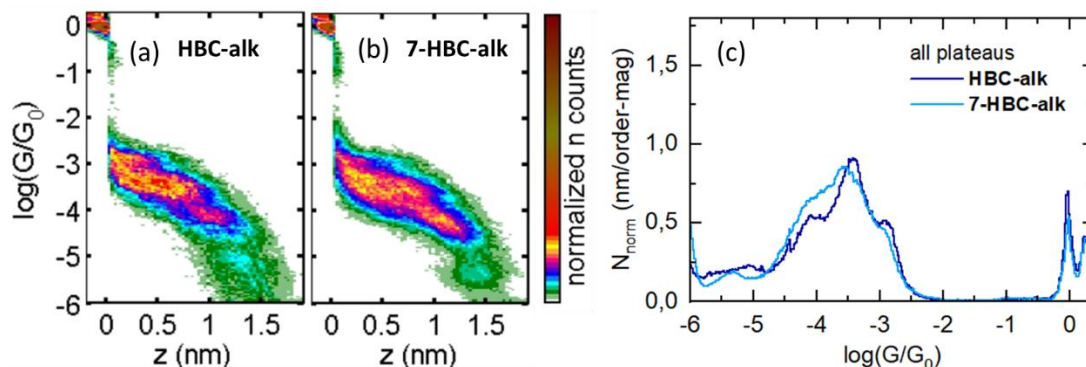 (a) HBC-alk
(b) 7-HBC-alk
log(G/G₀)
0
-1
-2
-3
-4
-5
-6
0 0.5 1 1.5
z (nm)
0 0.5 1 1.5
z (nm)
normalized n counts
(c)
all plateaus
HBC-alk
7-HBC-alk
N_norm (nm/order-mag)
1,5
1,0
0,5
0,0
-6 -5 -4 -3 -2 -1 0
log(G/G₀)